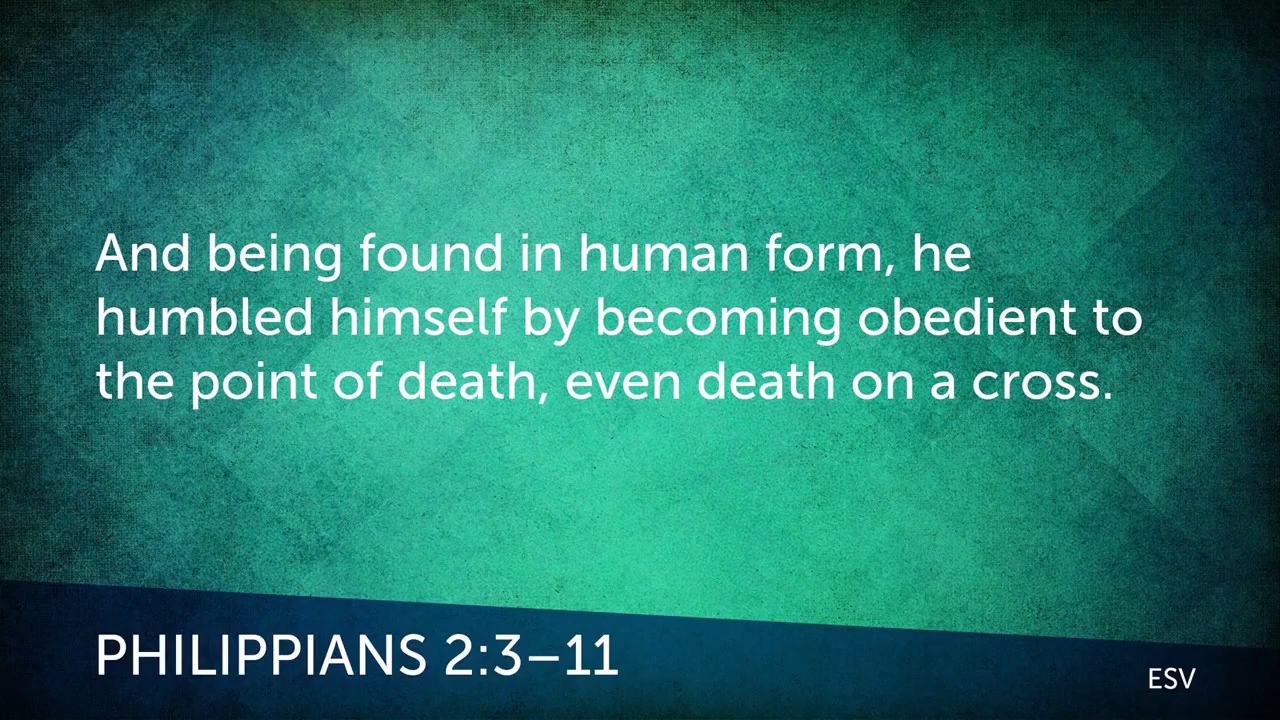 And being found in human form, he
humbled himself by becoming obedient to
the point of death, even death on a cross.
PHILIPPIANS 2:3–11
ESV